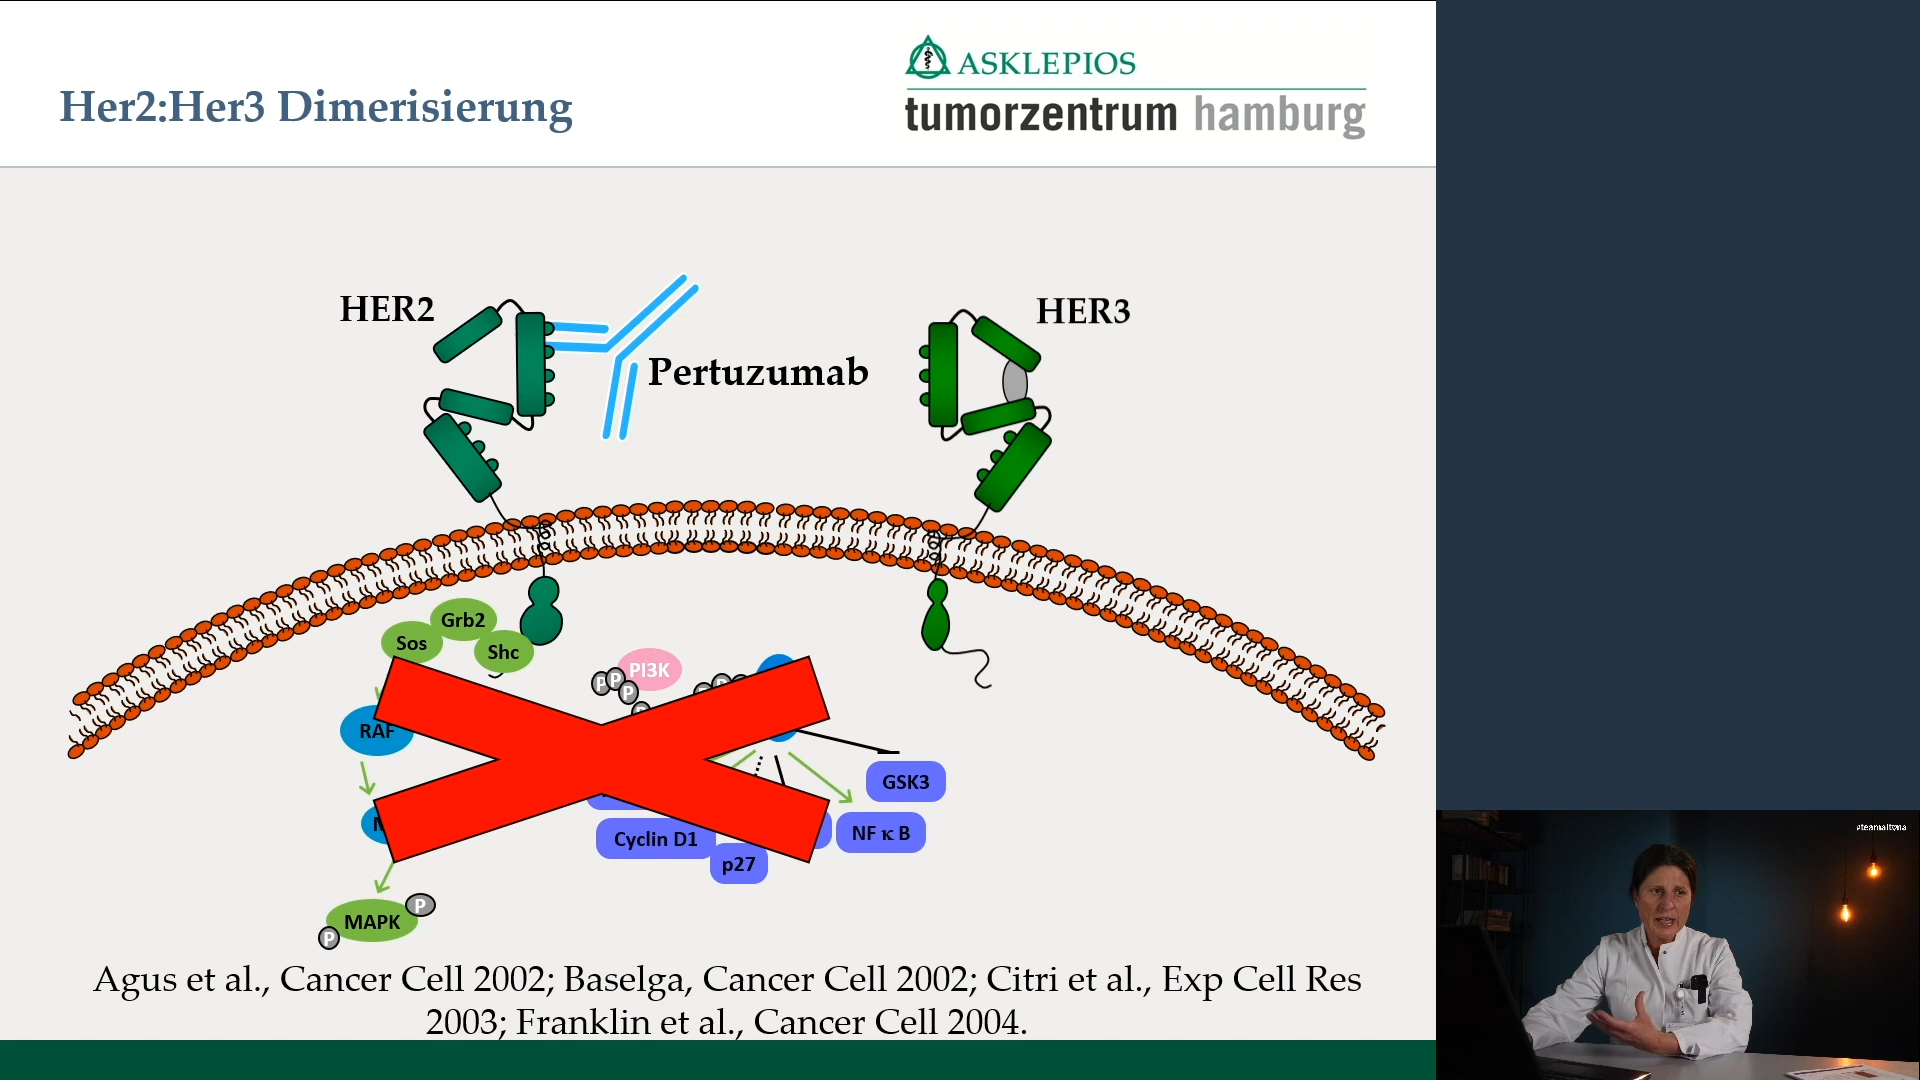 Her2:Her3 Dimerisierung
ASKLEPIOS
tumorzentrum hamburg
HER2
HER3
Pertuzumab
Grb2
Sos
Shc
PI3K
P
P
P
RAF
GSK3
NF κ B
Cyclin D1
p27
P
MAPK
P
Agus et al., Cancer Cell 2002; Baselga, Cancer Cell 2002; Citri et al., Exp Cell Res
2003; Franklin et al., Cancer Cell 2004.
#teamaltona